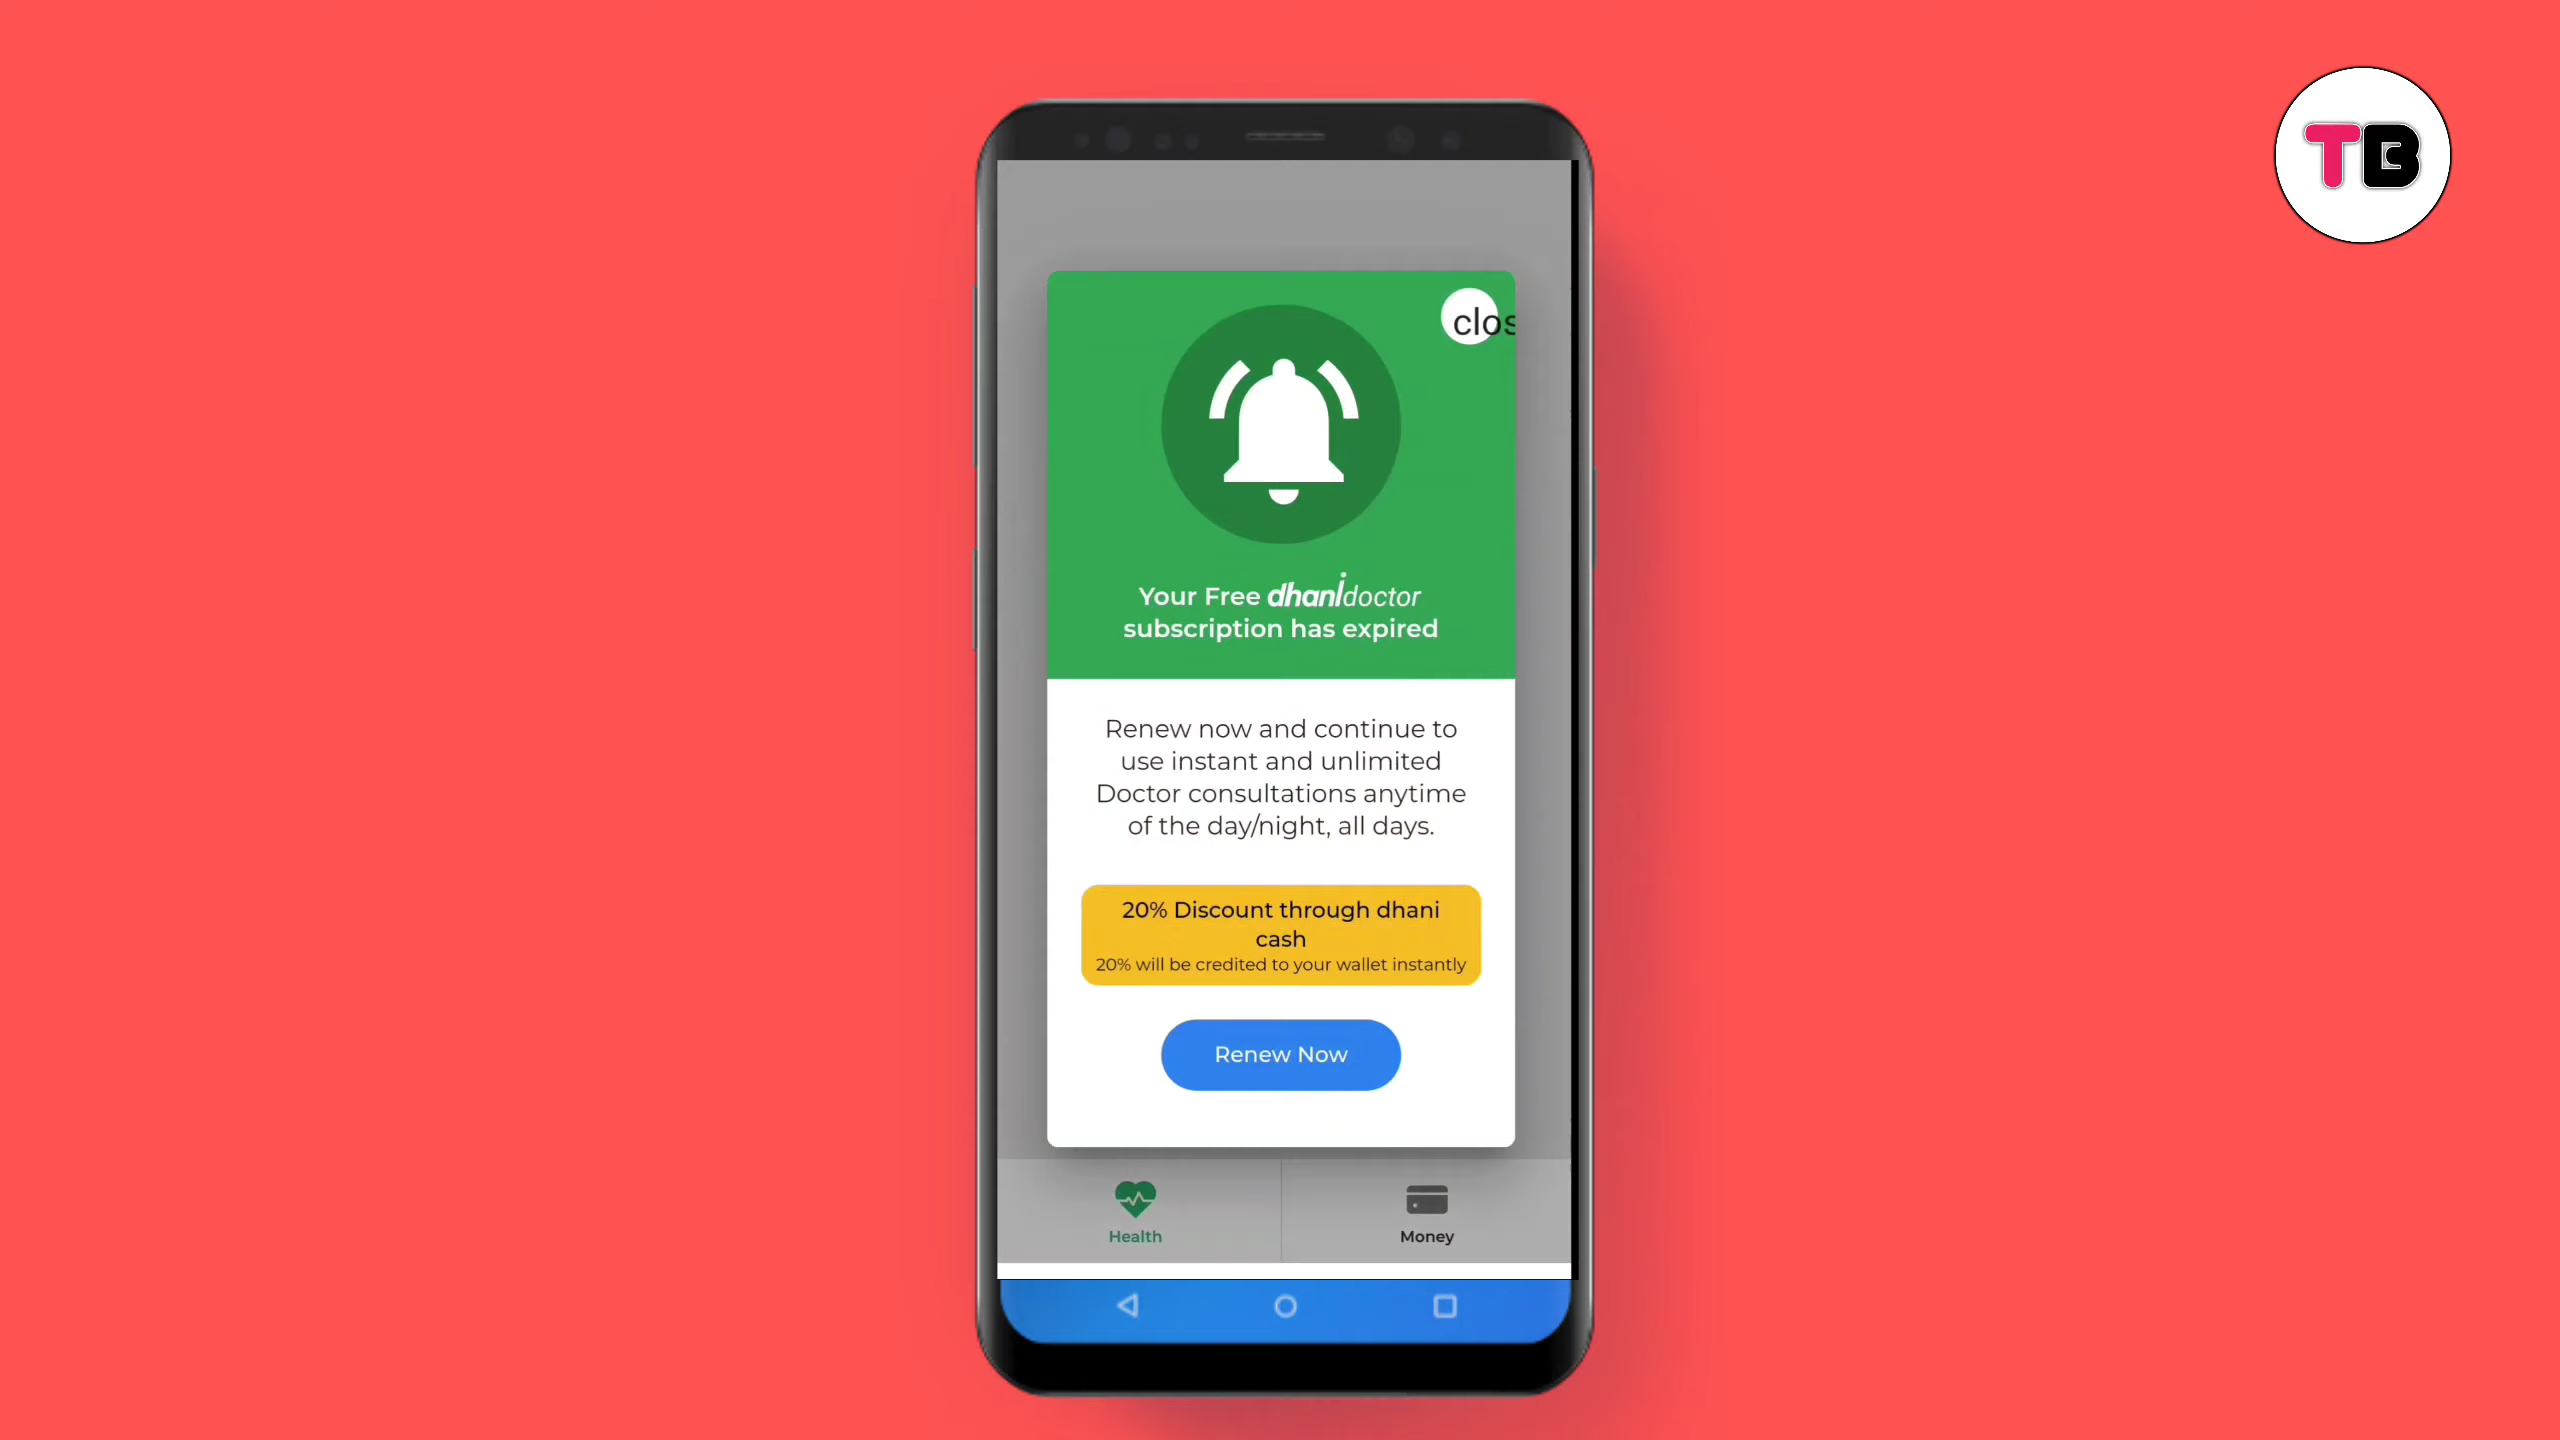 TB
clos
Your Free dhanidoctor
subscription has expired
Renew now and continue to
use instant and unlimited
Doctor consultations anytime
of the day/night, all days.
20% Discount through dhani
cash
20% will be credited to your wallet instantly
Renew Now
Health
Money